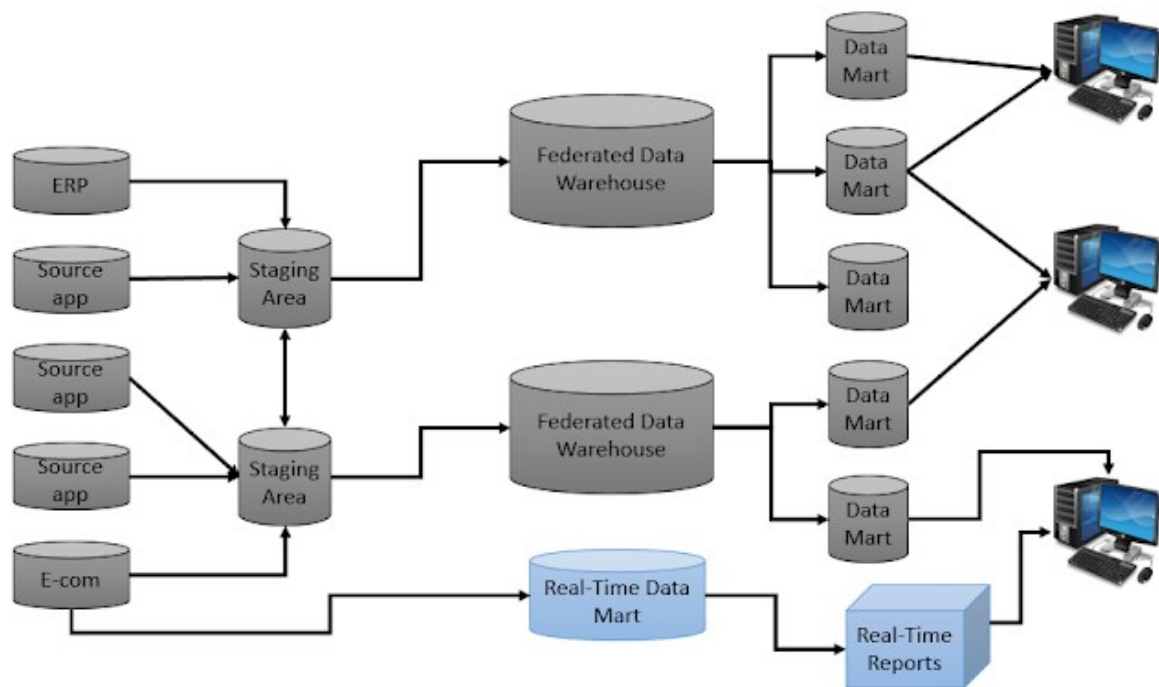 ERP
Source
app
Source
app
Source
app
E-com
Staging
Area
Staging
Area
Federated Data
Warehouse
Federated Data
Warehouse
Real-Time Data
Mart
Data
Mart
Data
Mart
Data
Mart
Data
Mart
Data
Mart
Real-Time
Reports